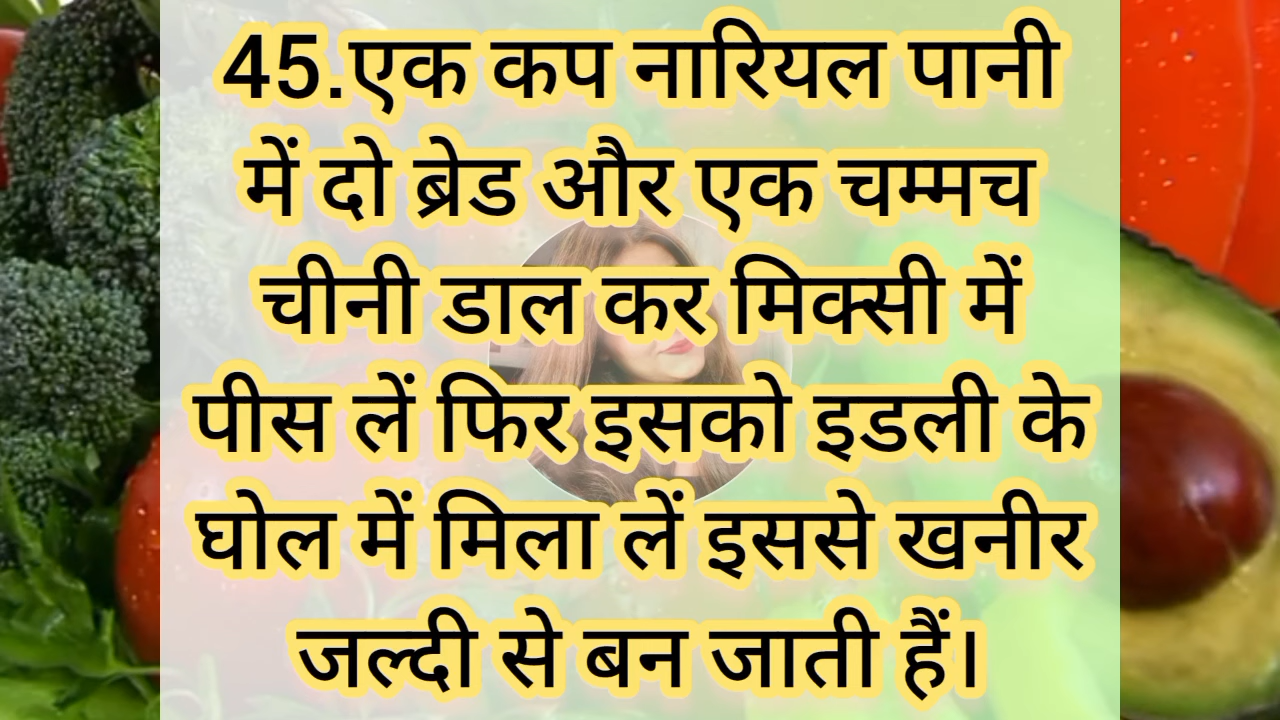 45.एक कप नारियल पानी
में दो ब्रेड और एक चम्मच
चीनी डाल कर मिक्सी में
पीस लें फिर इसको इडली के
घोल में मिला लें इससे खनीर
जल्दी से बन जाती हैं।